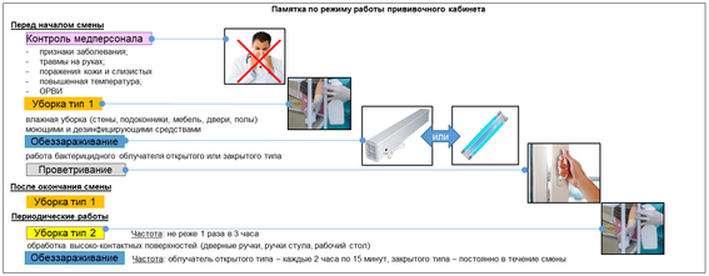 Памятка по режиму работы прививочного кабинета
Перед началом смены
Контроль медперсонала
- признаки заболевания;
- травмы на руках;
- поражения кожи и слизистых
- повышенная температура;
- ОРВИ
Уборка тип 1
влажная уборка (стены, подоконники, мебель, двери, полы)
моющими и дезинфицирующими средствами
Обеззараживание
ИЛИ
работа бактерицидного облучателя открытого или закрытого типа
Проветривание
После окончания смены
Уборка тип 1
Периодические работы
Уборка тип 2 Частота: не реже 1 раза в 3 часа
обработка высоко-контактных поверхностей (дверные ручки, ручки стула, рабочий стол)
Обеззараживание Частота: облучатель открытого типа – каждые 2 часа по 15 минут, закрытого типа – постоянно в течение смены